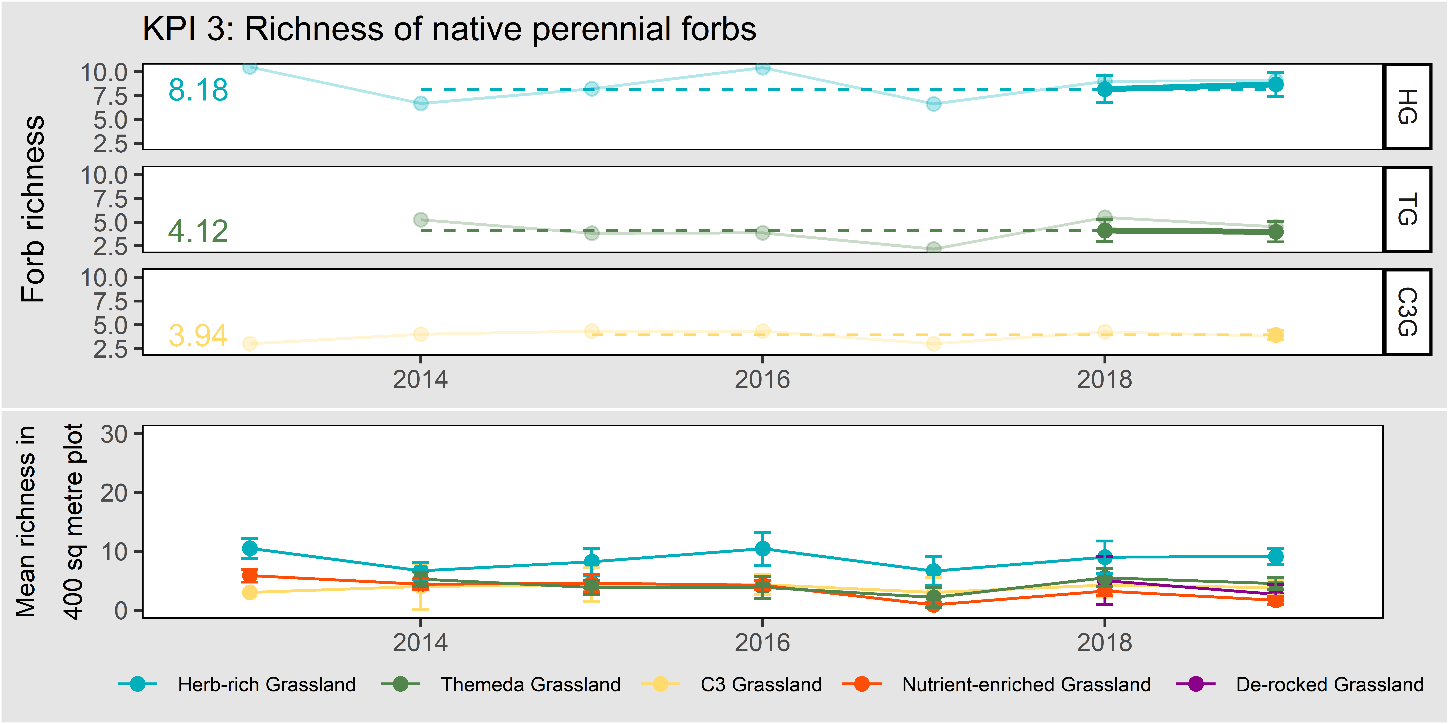 KPI 3: Richness of native perennial forbs
Forb richness
10.0
7.5
5.0
2.5
8.18
HG
10.0
7.5
5.0
2.5
4.12
TG
10.0
7.5
5.0
2.5
3.94
C3G
2014 2016 2018
Mean richness in
400 sq metre plot
30
20
10
0
2014 2016 2018
Herb-rich Grassland Themeda Grassland C3 Grassland Nutrient-enriched Grassland De-rocked Grassland